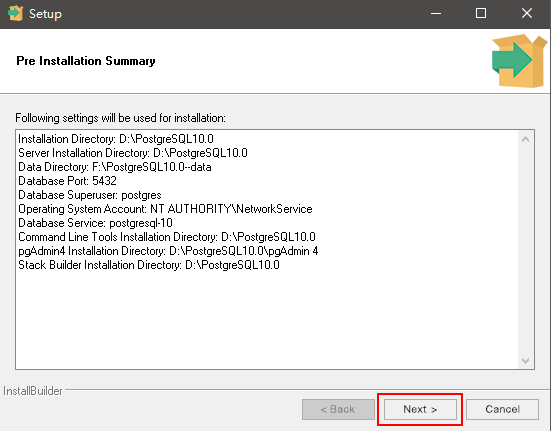 Setup
Pre Installation Summary
Following settings will be used for installation:
Installation Directory: D:\PostgreSQL10.0
Server Installation Directory: D:\PostgreSQL10.0
Data Directory: F:\PostgreSQL10.0--data
Database Port: 5432
Database Superuser: postgres
Operating System Account: NT AUTHORITY\NetworkService
Database Service: postgresql-10
Command Line Tools Installation Directory: D:\PostgreSQL10.0
pgAdmin4 Installation Directory: D:\PostgreSQL10.0\pgAdmin 4
Stack Builder Installation Directory: D:\PostgreSQL10.0
InstallBuilder
< Back Next > Cancel